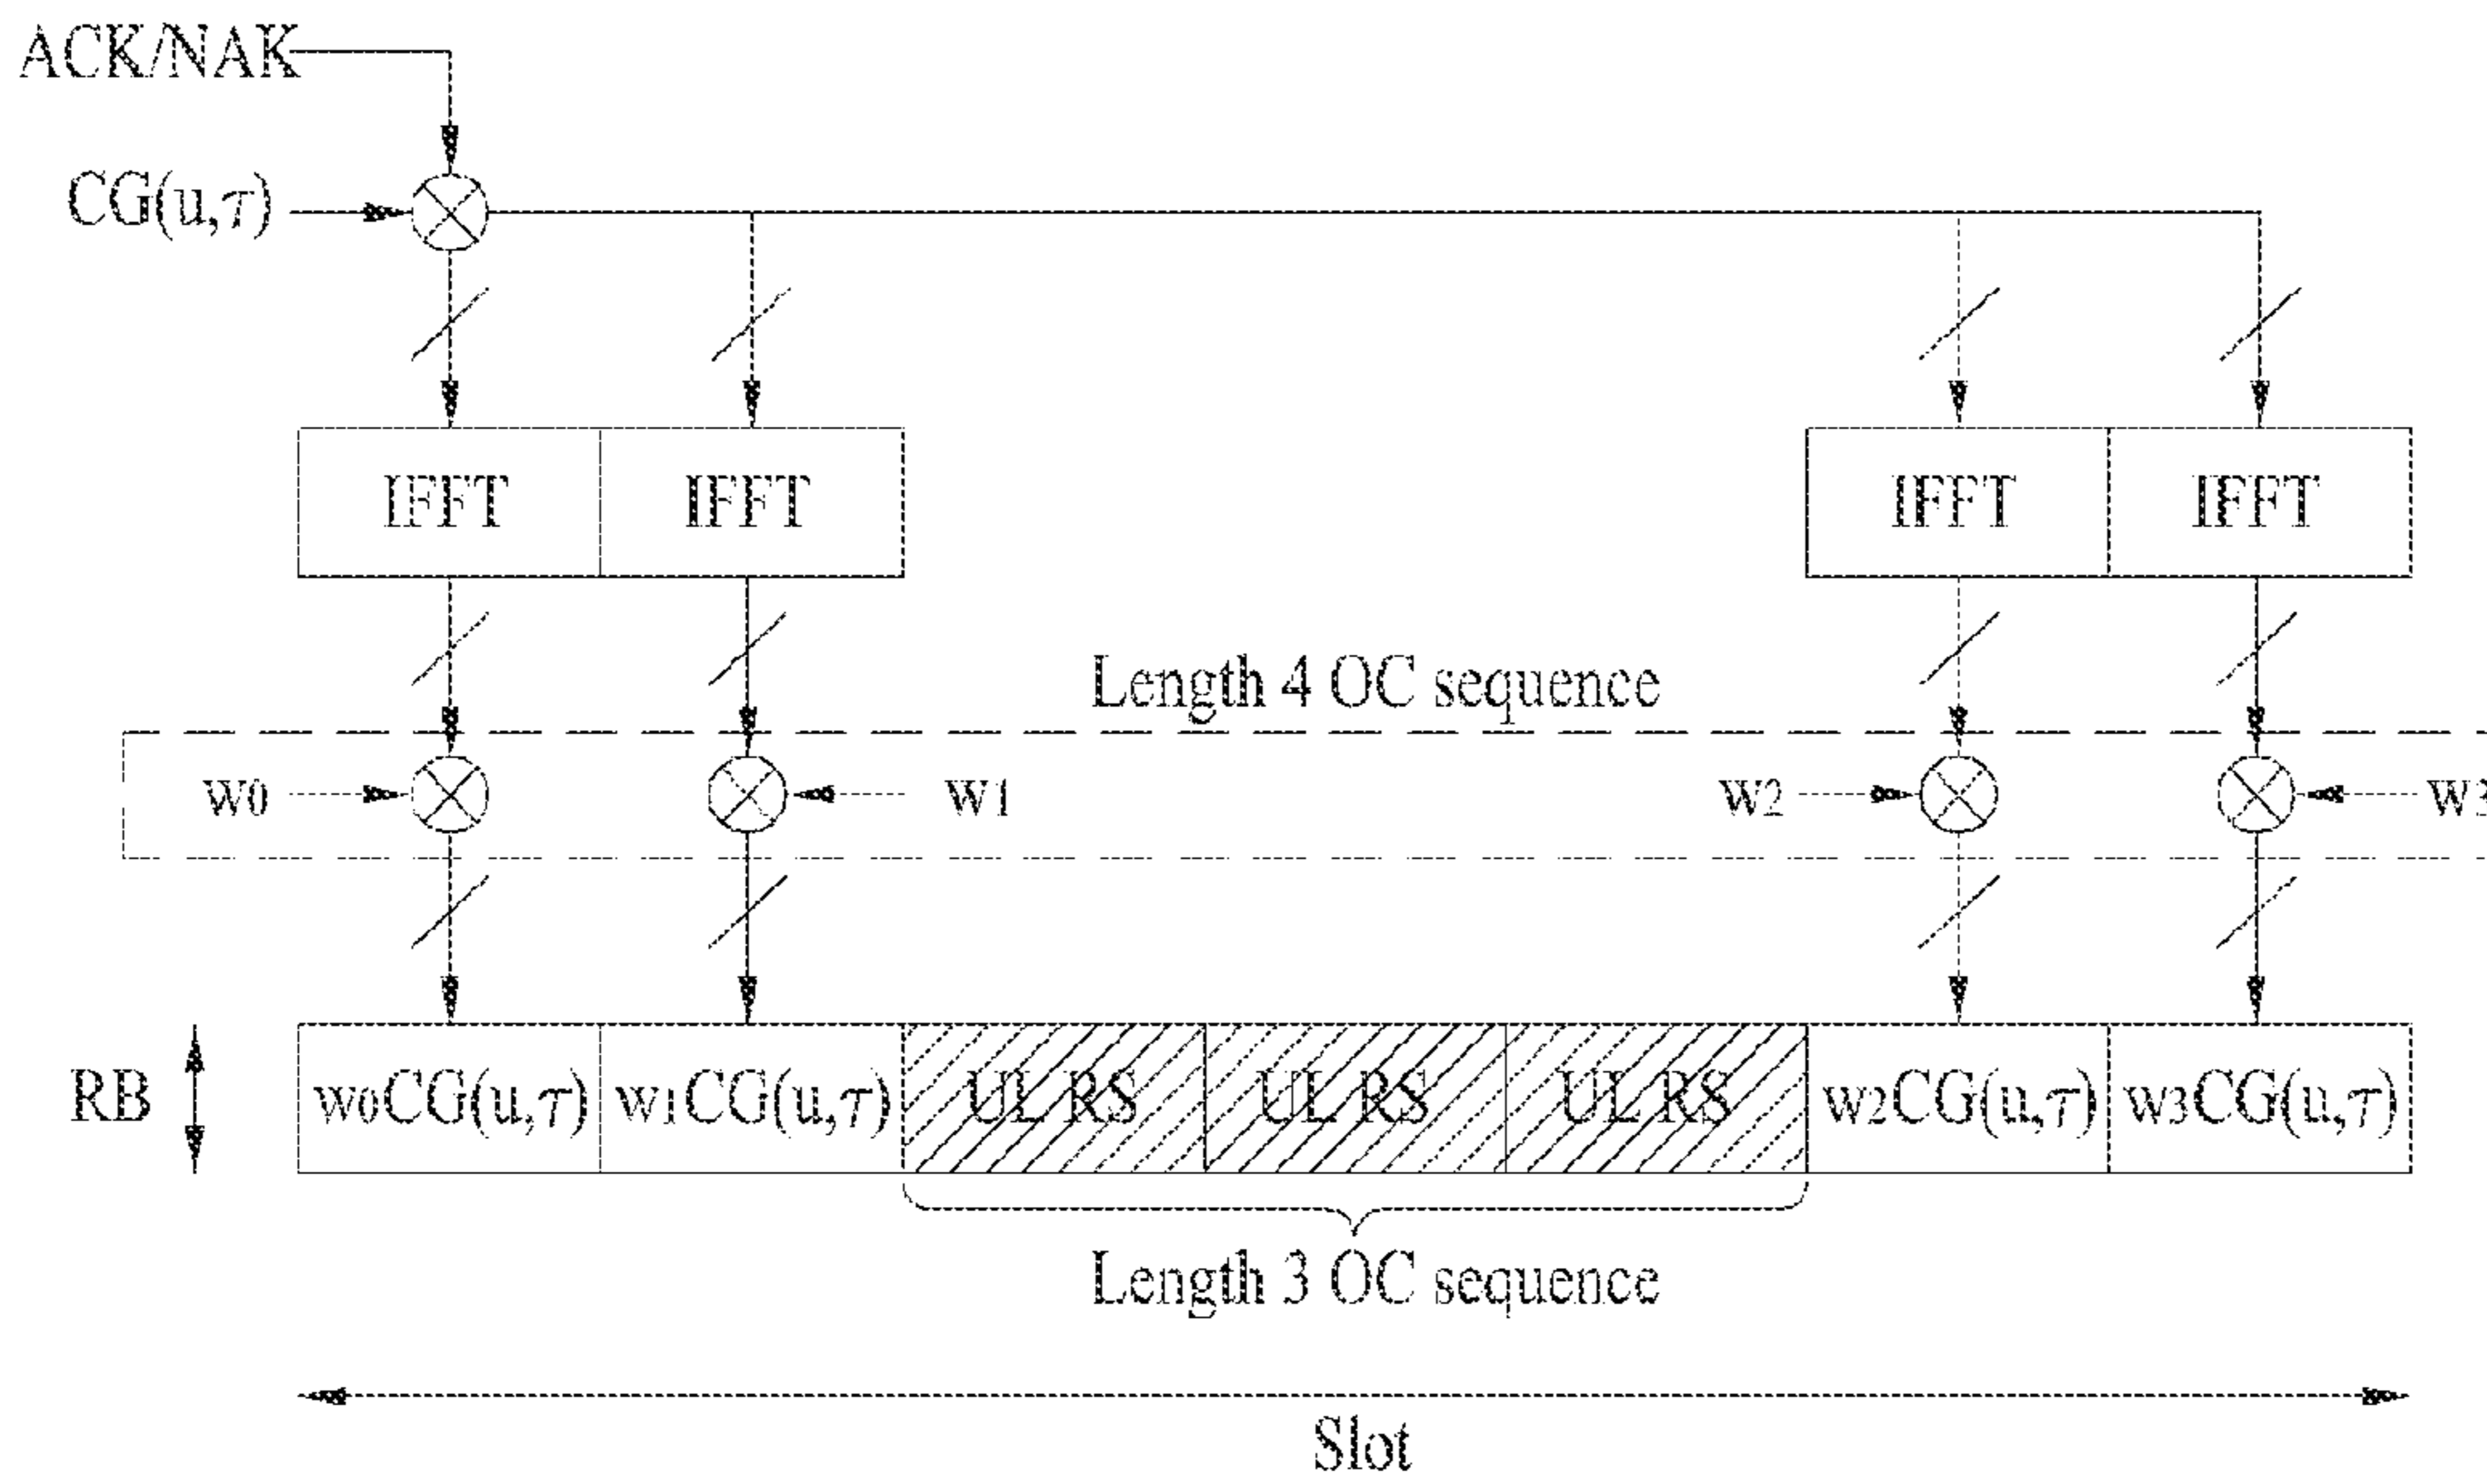 ACK/NAK
CG(u,τ)
IFFT IFFT IFFT IFFT
Length 4 OC sequence
w0 w1 w2 w3
RB w0CG(u,τ) w1CG(u,τ) UL RS UL RS UL RS w2CG(u,τ) w3CG(u,τ)
Length 3 OC sequence
Slot